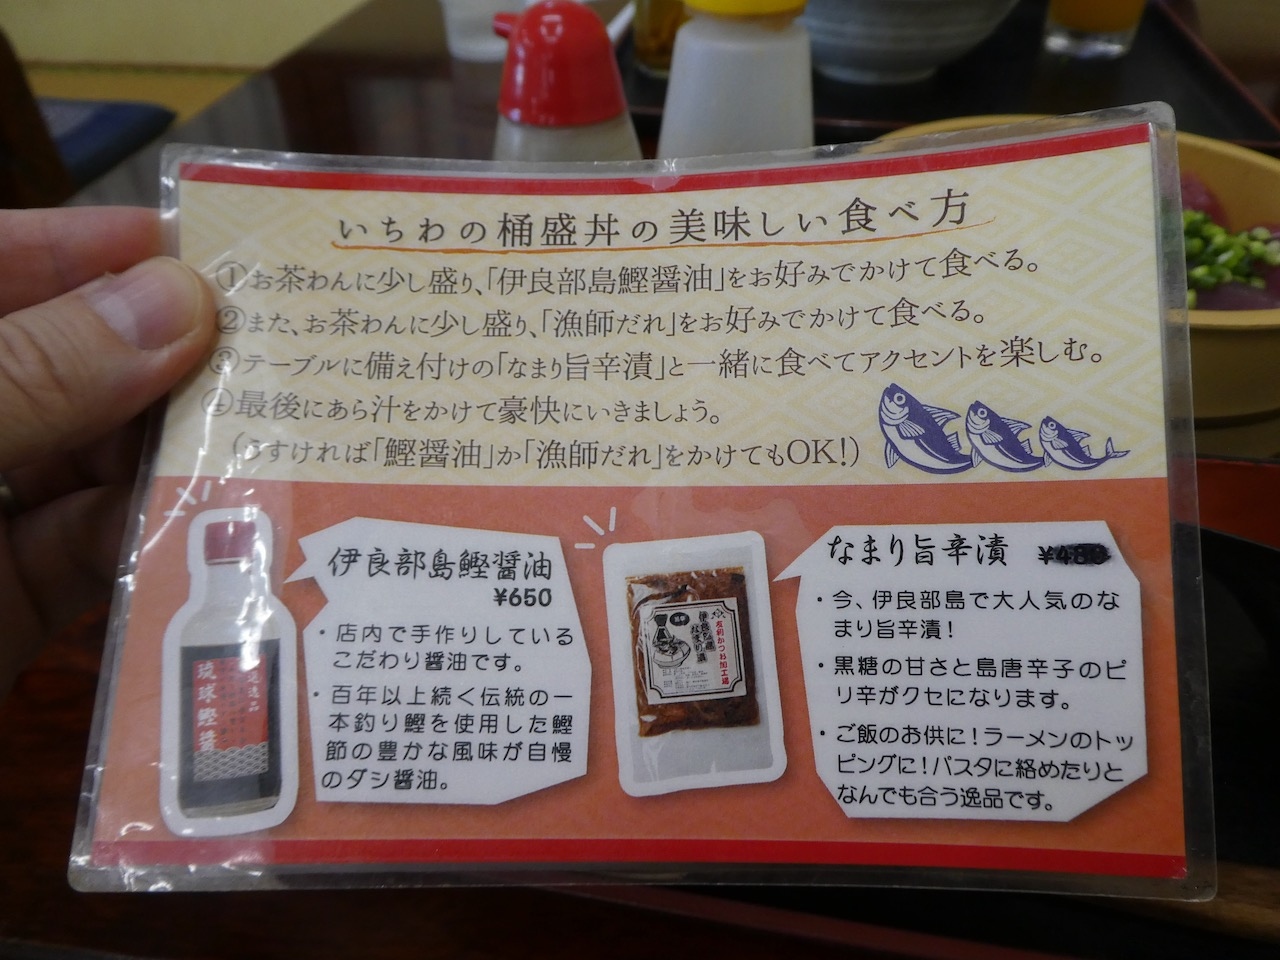 いちわの桶盛丼の美味しい食べ方
①お茶わんに少し盛り、「伊良部島鰹醤油」をお好みでかけて食べる。
②また、お茶わんに少し盛り、「漁師だれ」をお好みでかけて食べる。
③テーブルに備え付けの「なまり旨辛漬」と一緒に食べてアクセントを楽しむ。
④最後にあら汁をかけて豪快にいきましょう。
(うすければ「鰹醤油」か「漁師だれ」をかけてもOK!)
伊良部島鰹醤油
¥650
・店内で手作りしている
こだわり醤油です。
・百年以上続く伝統の一
本釣り鰹を使用した鰹
節の豊かな風味が自慢
のダシ醤油。
琉球鰹醤
なまり旨辛漬 ¥480
・今、伊良部島で大人気のな
まり旨辛漬!
・黒糖の甘さと島唐辛子のピ
リ辛がクセになります。
・ご飯のお供に!ラーメンのトッ
ピングに!パスタに絡めたりと
なんでも合う逸品です。
友利かつお加工場